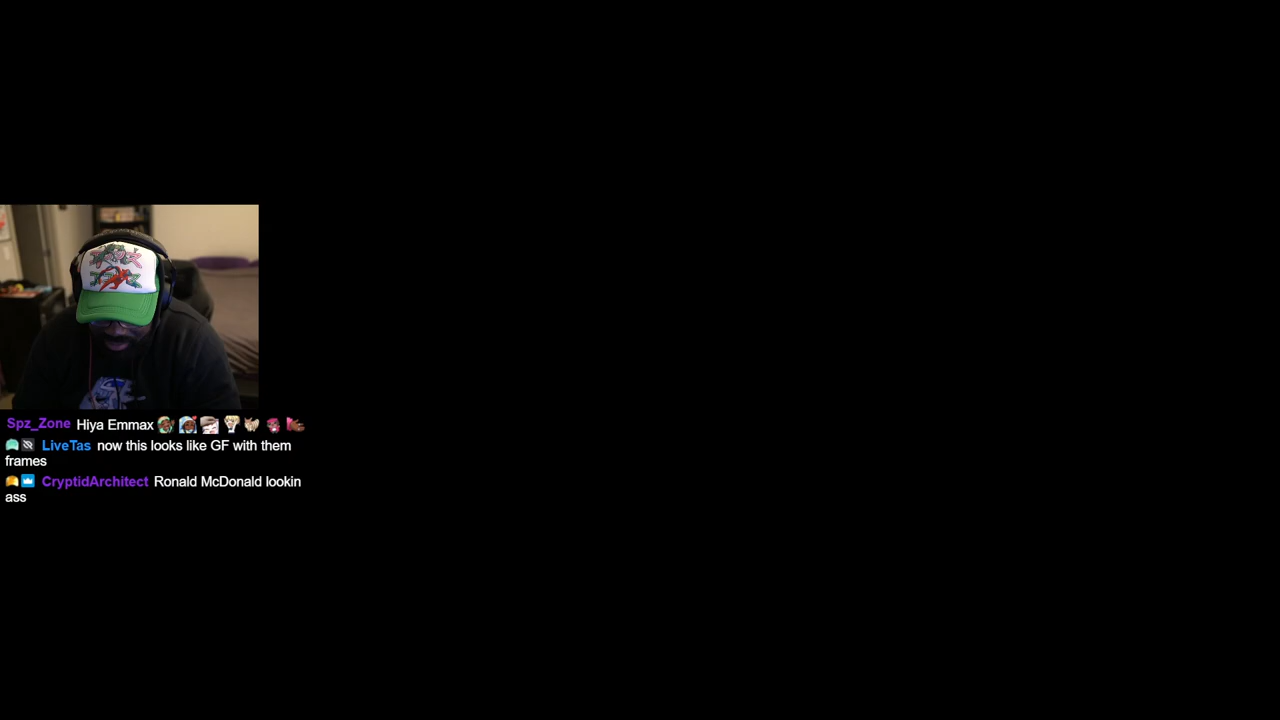 Spz_Zone Hiya Emmax
LiveTas now this looks like GF with them
frames
CryptidArchitect Ronald McDonald lookin
ass